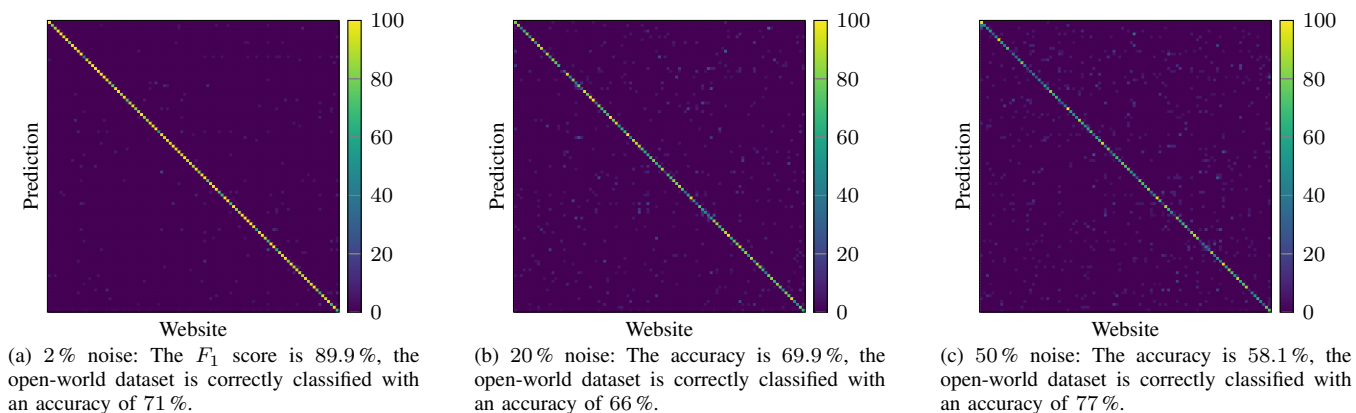 100
80
60
40
20
0
Prediction
Website
(a) 2 % noise: The F₁ score is 89.9 %, the
open-world dataset is correctly classified with
an accuracy of 71 %.
100
80
60
40
20
0
Prediction
Website
(b) 20 % noise: The accuracy is 69.9 %, the
open-world dataset is correctly classified with
an accuracy of 66 %.
100
80
60
40
20
0
Prediction
Website
(c) 50 % noise: The accuracy is 58.1 %, the
open-world dataset is correctly classified with
an accuracy of 77 %.